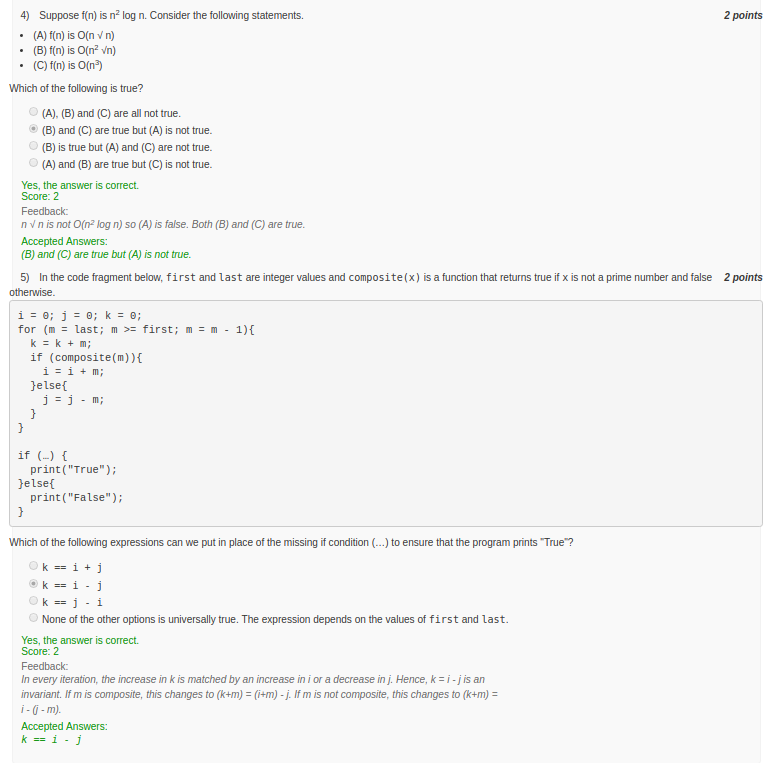 4) Suppose f(n) is n² log n. Consider the following statements. 2 points
• (A) f(n) is O(n √ n)
• (B) f(n) is O(n² √n)
• (C) f(n) is O(n³)
Which of the following is true?
(A), (B) and (C) are all not true.
(B) and (C) are true but (A) is not true.
(B) is true but (A) and (C) are not true.
(A) and (B) are true but (C) is not true.
Yes, the answer is correct.
Score: 2
Feedback:
n √ n is not O(n² log n) so (A) is false. Both (B) and (C) are true.
Accepted Answers:
(B) and (C) are true but (A) is not true.
5) In the code fragment below, first and last are integer values and composite(x) is a function that returns true if x is not a prime number and false 2 points
otherwise.
i = 0; j = 0; k = 0;
for (m = last; m >= first; m = m - 1){
k = k + m;
if (composite(m)){
i = i + m;
}else{
j = j - m;
}
}
if (…) {
print("True");
}else{
print("False");
}
Which of the following expressions can we put in place of the missing if condition (…) to ensure that the program prints "True"?
k == i + j
k == i - j
k == j - i
None of the other options is universally true. The expression depends on the values of first and last.
Yes, the answer is correct.
Score: 2
Feedback:
In every iteration, the increase in k is matched by an increase in i or a decrease in j. Hence, k = i - j is an
invariant. If m is composite, this changes to (k+m) = (i+m) - j. If m is not composite, this changes to (k+m) =
i - (j - m).
Accepted Answers:
k == i - j